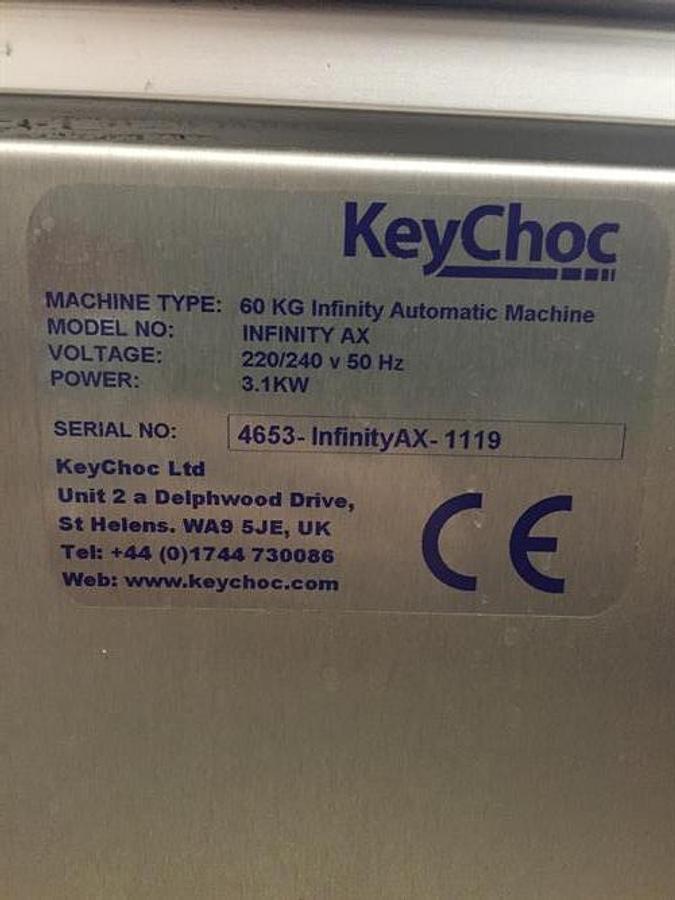 KeyChoc
MACHINE TYPE: 60 KG Infinity Automatic Machine
MODEL NO: INFINITY AX
VOLTAGE: 220/240 v 50 Hz
POWER: 3.1KW
SERIAL NO: 4653- InfinityAX- 1119
KeyChoc Ltd
Unit 2 a Delphwood Drive,
St Helens. WA9 5JE, UK
Tel: +44 (0)1744 730086
Web: www.keychoc.com
CE